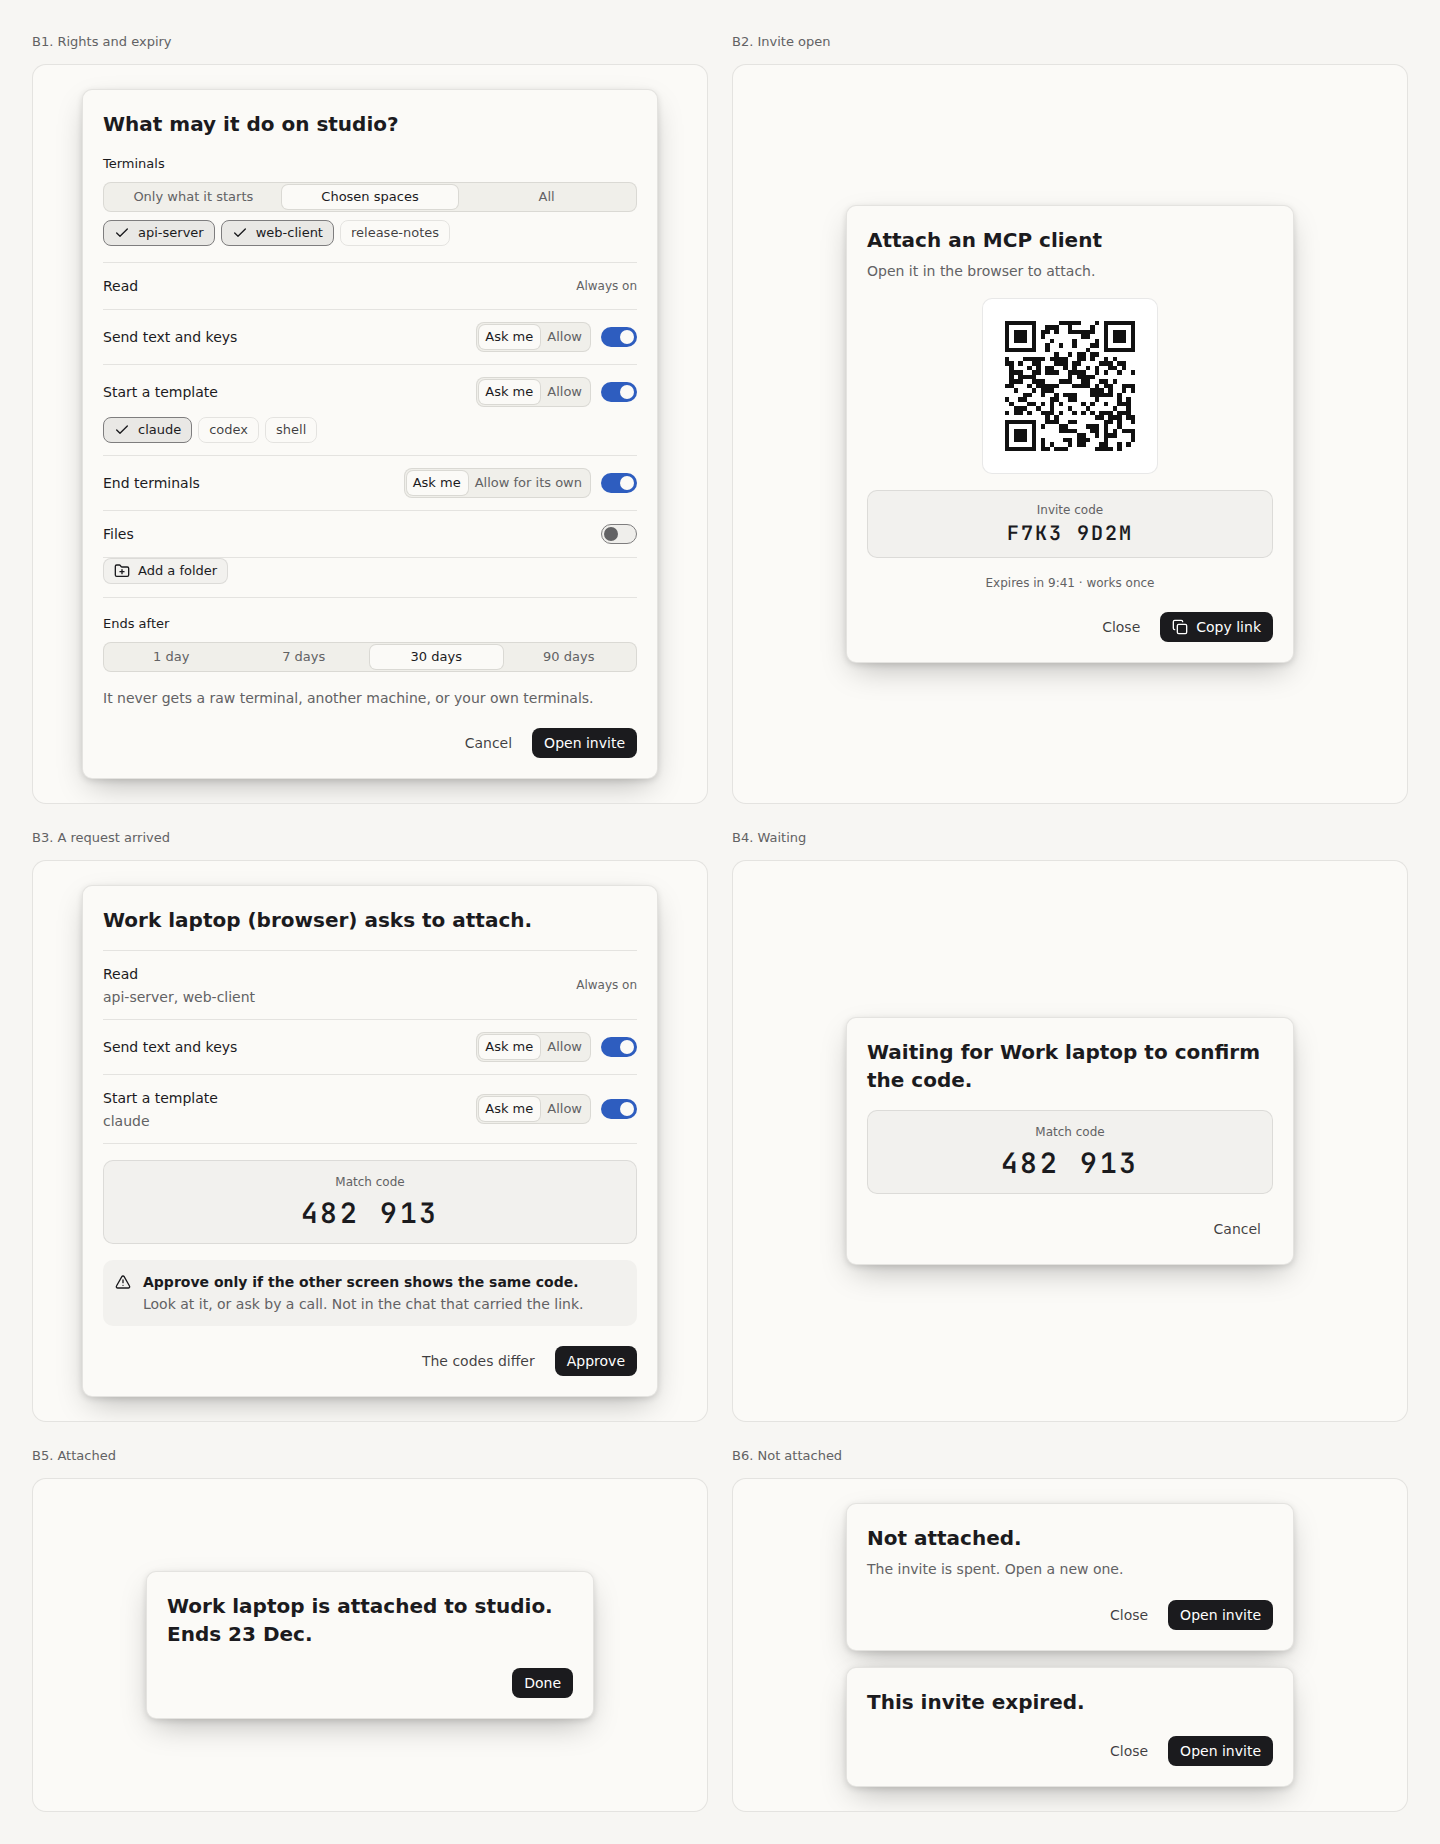 B1. Rights and expiry
What may it do on studio?
Terminals
Only what it starts
Chosen spaces
All
api-server
web-client
release-notes
Read
Always on
Send text and keys
Ask me
Allow
Start a template
Ask me
Allow
claude
codex
shell
End terminals
Ask me
Allow for its own
Files
Add a folder
Ends after
1 day
7 days
30 days
90 days
It never gets a raw terminal, another machine, or your own terminals.
Cancel
Open invite
B2. Invite open
Attach an MCP client
Open it in the browser to attach.
Invite code
F7K3 9D2M
Expires in 9:41 · works once
Close
Copy link
B3. A request arrived
Work laptop (browser) asks to attach.
Read
api-server, web-client
Always on
Send text and keys
Ask me
Allow
Start a template
claude
Ask me
Allow
Match code
482 913
Approve only if the other screen shows the same code.
Look at it, or ask by a call. Not in the chat that carried the link.
The codes differ
Approve
B4. Waiting
Waiting for Work laptop to confirm
the code.
Match code
482 913
Cancel
B5. Attached
Work laptop is attached to studio.
Ends 23 Dec.
Done
B6. Not attached
Not attached.
The invite is spent. Open a new one.
Close
Open invite
This invite expired.
Close
Open invite